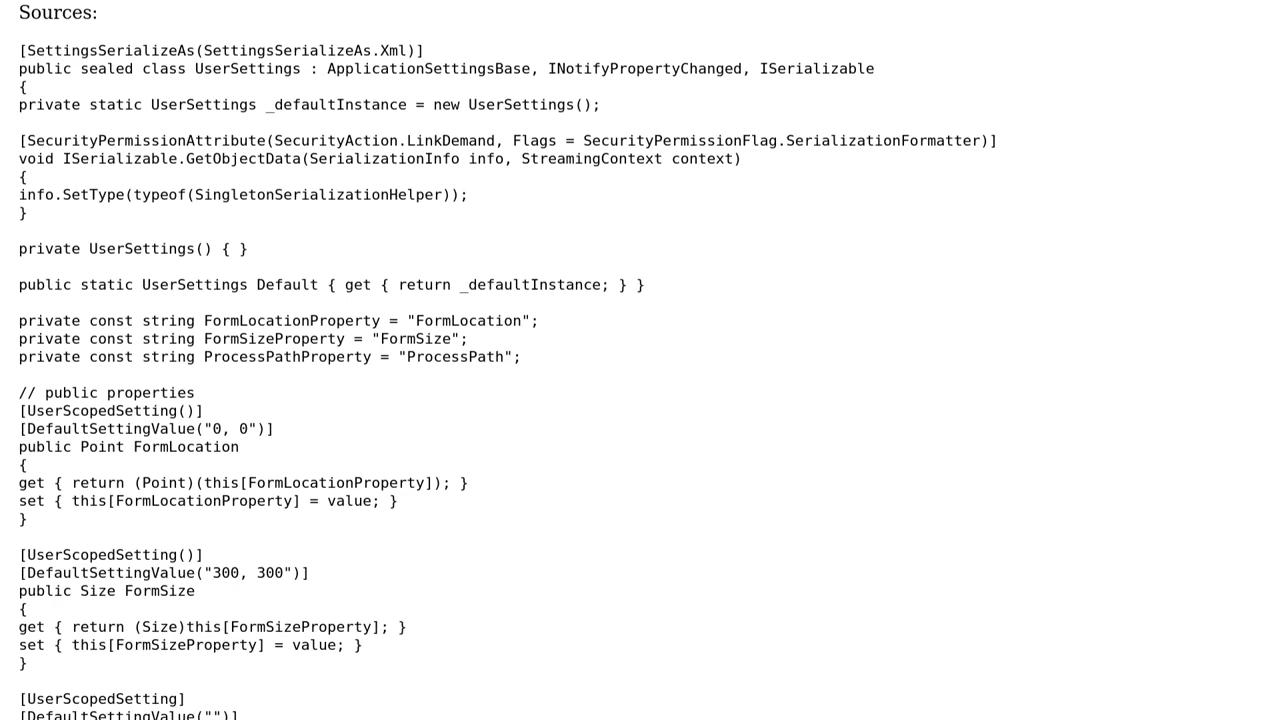 Sources:
[SettingsSerializeAs(SettingsSerializeAs.Xml)]
public sealed class UserSettings : ApplicationSettingsBase, INotifyPropertyChanged, ISerializable
{
private static UserSettings _defaultInstance = new UserSettings();
[SecurityPermissionAttribute(SecurityAction.LinkDemand, Flags = SecurityPermissionFlag.SerializationFormatter)]
void ISerializable.GetObjectData(SerializationInfo info, StreamingContext context)
{
info.SetType(typeof(SingletonSerializationHelper));
}
private UserSettings() { }
public static UserSettings Default { get { return _defaultInstance; } }
private const string FormLocationProperty = "FormLocation";
private const string FormSizeProperty = "FormSize";
private const string ProcessPathProperty = "ProcessPath";
// public properties
[UserScopedSetting()]
[DefaultSettingValue("0, 0")]
public Point FormLocation
{
get { return (Point)(this[FormLocationProperty]); }
set { this[FormLocationProperty] = value; }
}
[UserScopedSetting()]
[DefaultSettingValue("300, 300")]
public Size FormSize
{
get { return (Size)this[FormSizeProperty]; }
set { this[FormSizeProperty] = value; }
}
[UserScopedSetting]
[DefaultSettingValue("")]